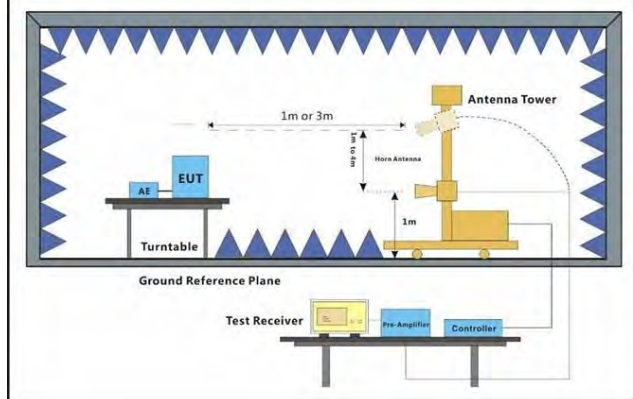 1m or 3m
Antenna Tower
1m to 4m
Horn Antenna
EUT
AE
1m
Turntable
Ground Reference Plane
Test Receiver
Pre-Amplifier
Controller